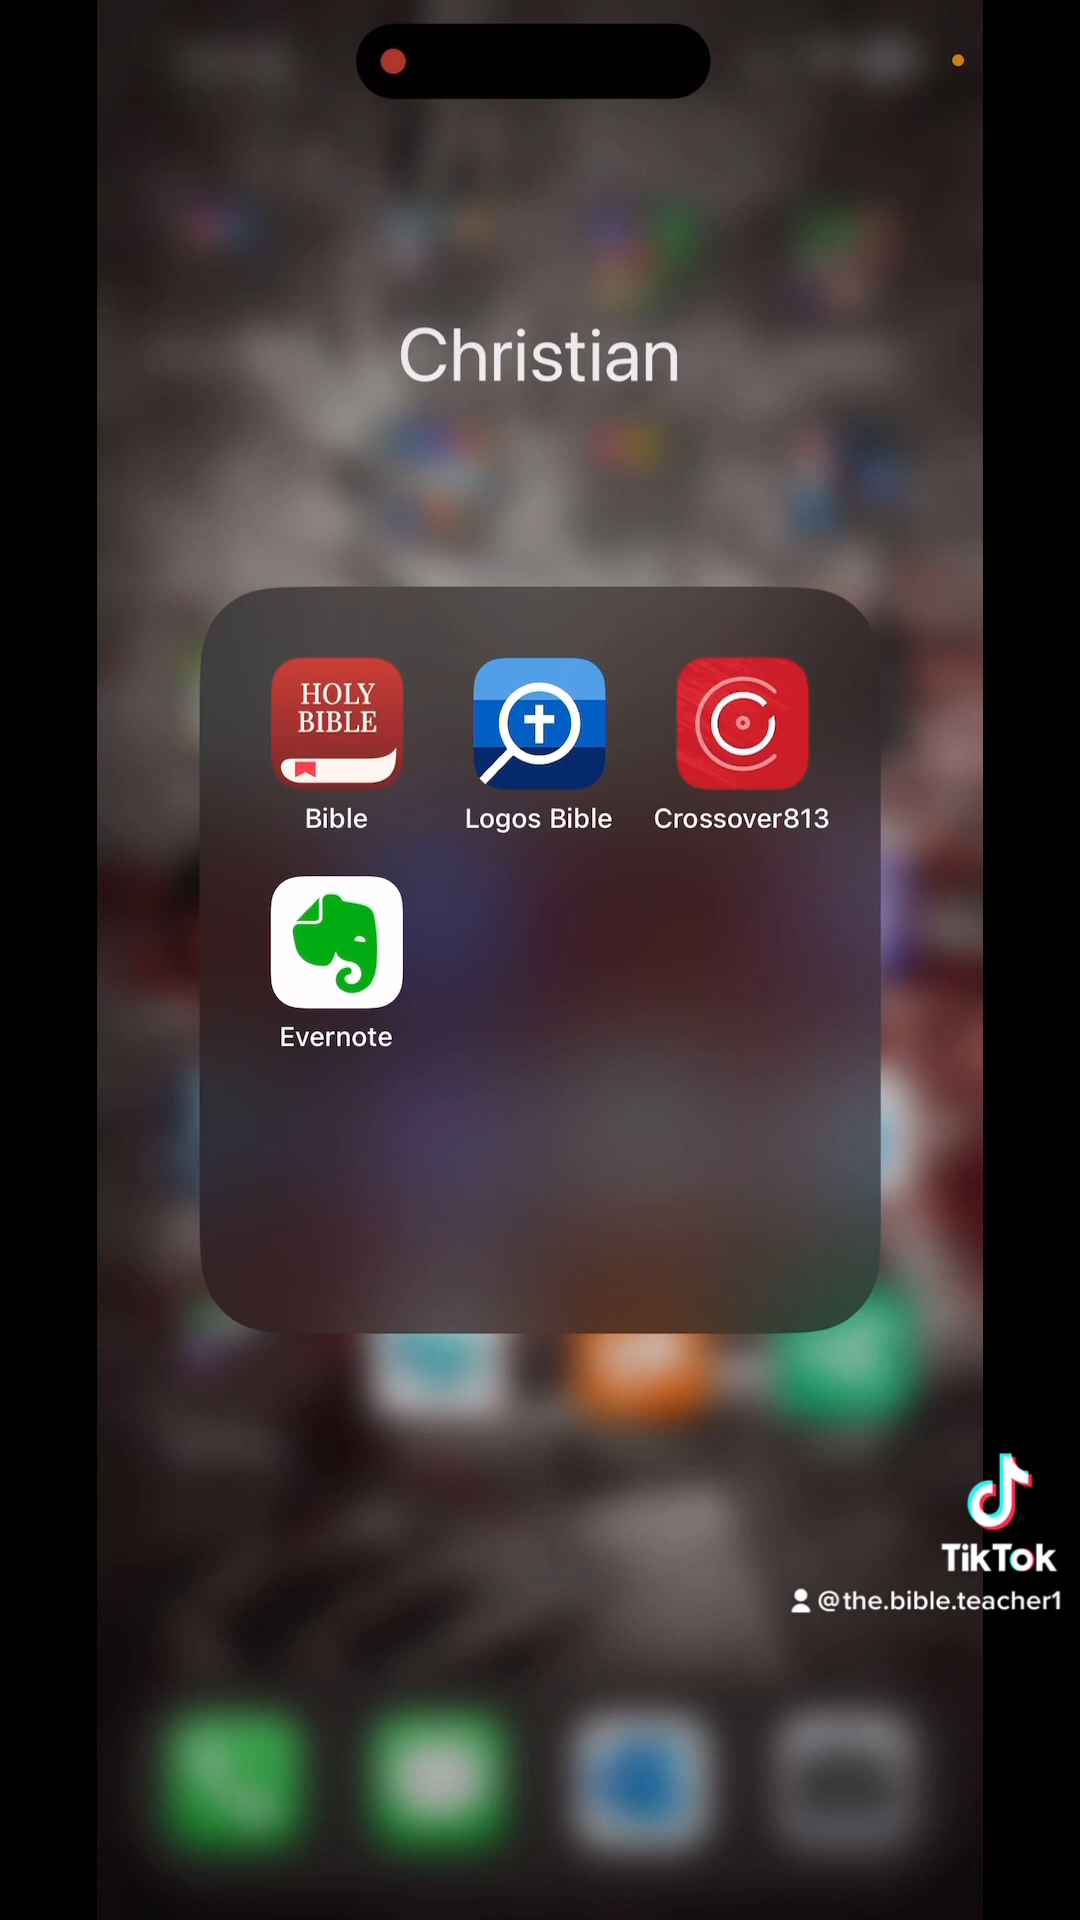 Christian
HOLY
BIBLE
Bible
Logos Bible
Crossover813
Evernote
TikTok
@the.bible.teacher1